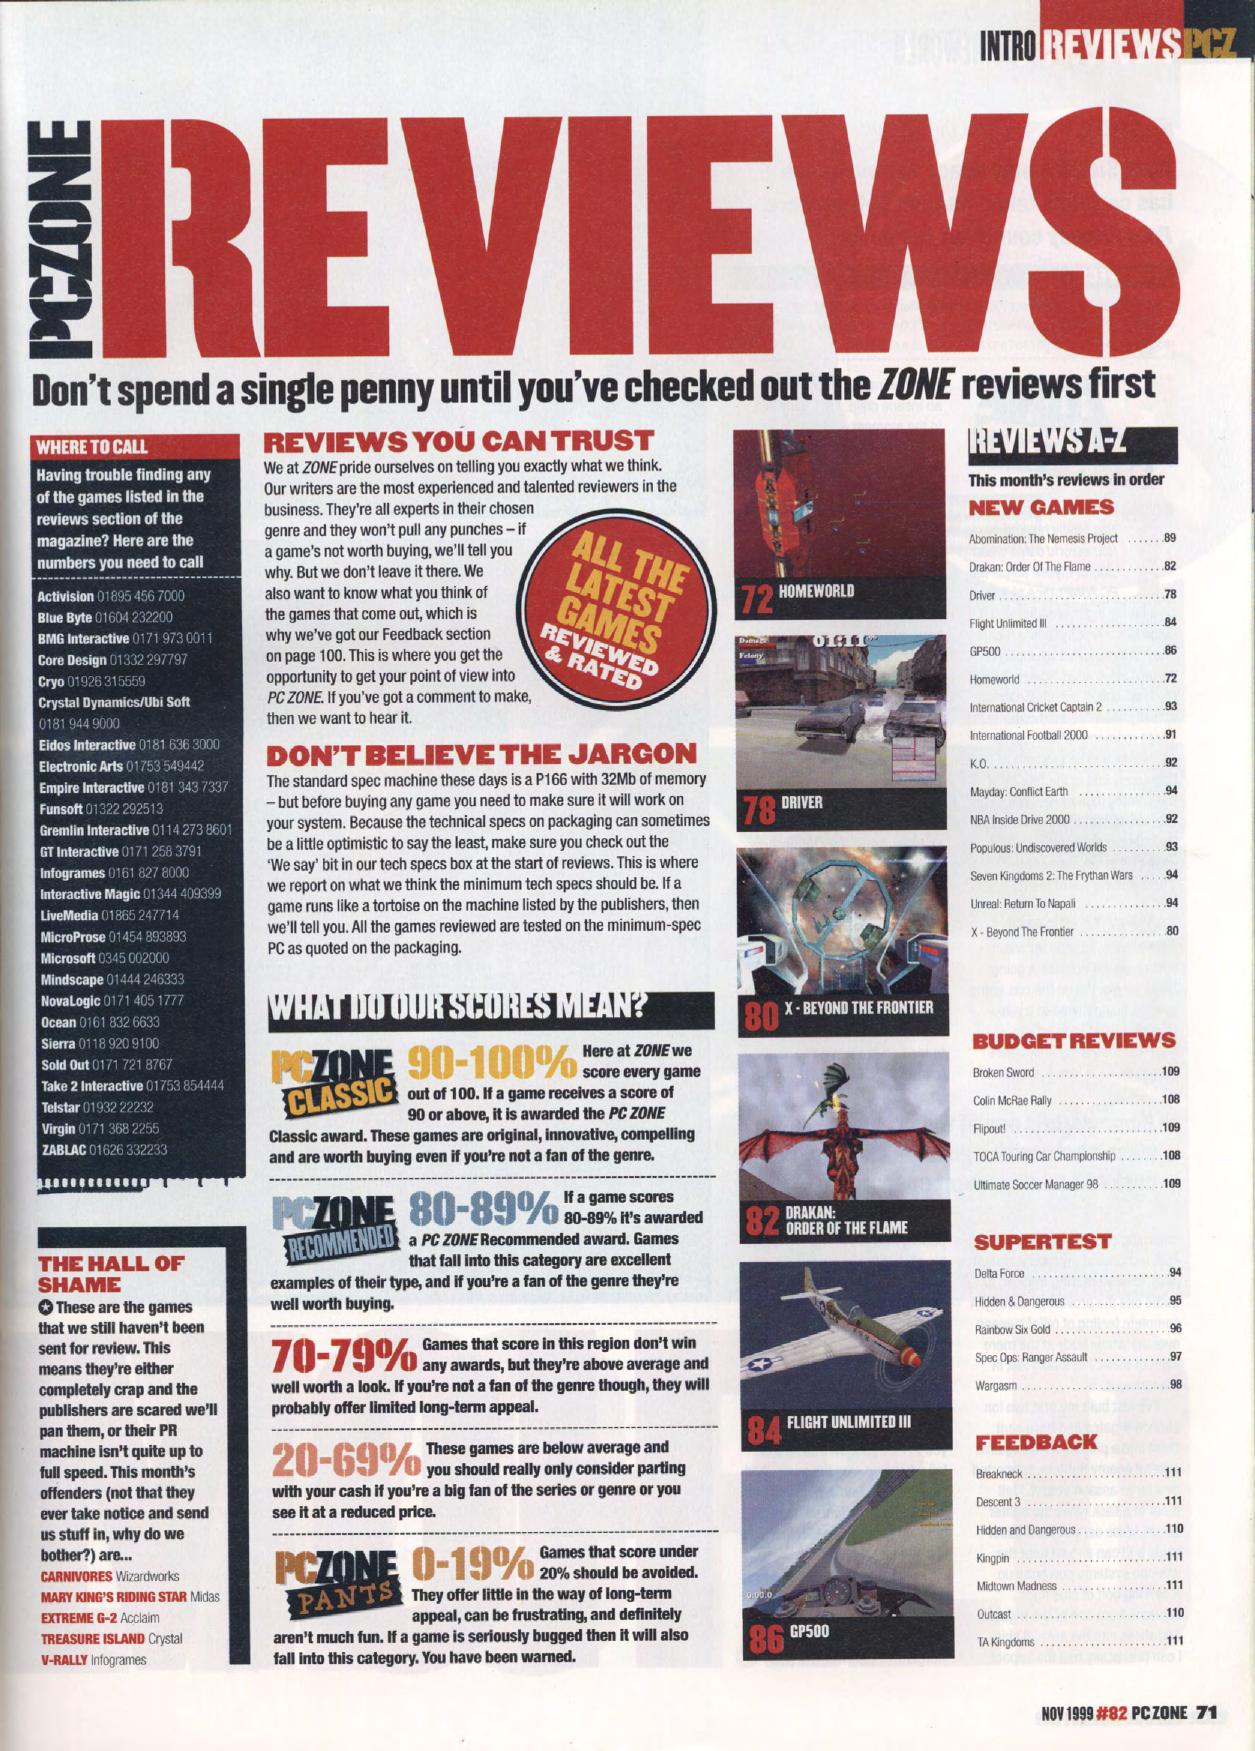 INTRO REVIEWS PCZ
PCZONE
REVIEWS
Don't spend a single penny until you've checked out the ZONE reviews first
WHERE TO CALL
Having trouble finding any
of the games listed in the
reviews section of the
magazine? Here are the
numbers you need to call
Activision 01895 456 7000
Blue Byte 01604 232200
BMG Interactive 0171 973 0011
Core Design 01332 297797
Cryo 01926 315559
Crystal Dynamics/Ubi Soft
0181 944 9000
Eidos Interactive 0181 636 3000
Electronic Arts 01753 549442
Empire Interactive 0181 343 7337
Funsoft 01322 292513
Gremlin Interactive 0114 273 8601
GT Interactive 0171 258 3791
Infogrames 0161 827 8000
Interactive Magic 01344 409399
LiveMedia 01865 247714
MicroProse 01454 893893
Microsoft 0345 002000
Mindscape 01444 246333
NovaLogic 0171 405 1777
Ocean 0161 832 6633
Sierra 0118 920 9100
Sold Out 0171 721 8767
Take 2 Interactive 01753 854444
Telstar 01932 22232
Virgin 0171 368 2255
ZABLAC 01626 332233
THE HALL OF
SHAME
These are the games
that we still haven't been
sent for review. This
means they're either
completely crap and the
publishers are scared we'll
pan them, or their PR
machine isn't quite up to
full speed. This month's
offenders (not that they
ever take notice and send
us stuff in, why do we
bother?) are...
CARNIVORES Wizardworks
MARY KING'S RIDING STAR Midas
EXTREME G-2 Acclaim
TREASURE ISLAND Crystal
V-RALLY Infogrames
REVIEWS YOU CAN TRUST
We at ZONE pride ourselves on telling you exactly what we think.
Our writers are the most experienced and talented reviewers in the
business. They're all experts in their chosen
genre and they won't pull any punches – if
a game's not worth buying, we'll tell you
why. But we don't leave it there. We
also want to know what you think of
the games that come out, which is
why we've got our Feedback section
on page 100. This is where you get the
opportunity to get your point of view into
PC ZONE. If you've got a comment to make,
then we want to hear it.
ALL THE
LATEST
GAMES
REVIEWED
& RATED
DON'T BELIEVE THE JARGON
The standard spec machine these days is a P166 with 32Mb of memory
– but before buying any game you need to make sure it will work on
your system. Because the technical specs on packaging can sometimes
be a little optimistic to say the least, make sure you check out the
'We say' bit in our tech specs box at the start of reviews. This is where
we report on what we think the minimum tech specs should be. If a
game runs like a tortoise on the machine listed by the publishers, then
we'll tell you. All the games reviewed are tested on the minimum-spec
PC as quoted on the packaging.
WHAT DO OUR SCORES MEAN?
PCZONE
CLASSIC
90-100% Here at ZONE we
score every game
out of 100. If a game receives a score of
90 or above, it is awarded the PC ZONE
Classic award. These games are original, innovative, compelling
and are worth buying even if you're not a fan of the genre.
PCZONE
RECOMMENDED
80-89% If a game scores
80-89% it's awarded
a PC ZONE Recommended award. Games
that fall into this category are excellent
examples of their type, and if you're a fan of the genre they're
well worth buying.
70-79% Games that score in this region don't win
any awards, but they're above average and
well worth a look. If you're not a fan of the genre though, they will
probably offer limited long-term appeal.
20-69% These games are below average and
you should really only consider parting
with your cash if you're a big fan of the series or genre or you
see it at a reduced price.
PCZONE
PANTS
0-19% Games that score under
20% should be avoided.
They offer little in the way of long-term
appeal, can be frustrating, and definitely
aren't much fun. If a game is seriously bugged then it will also
fall into this category. You have been warned.
72 HOMEWORLD
Damage
Felony
01:11
78 DRIVER
80 X - BEYOND THE FRONTIER
82 DRAKAN:
ORDER OF THE FLAME
84 FLIGHT UNLIMITED III
0:00.0
86 GP500
REVIEWS A-Z
This month's reviews in order
NEW GAMES
Abomination: The Nemesis Project .......89
Drakan: Order Of The Flame ............82
Driver .............................78
Flight Unlimited III ....................84
GP500 ............................86
Homeworld ........................72
International Cricket Captain 2 ..........93
International Football 2000 .............91
K.O. ..............................92
Mayday: Conflict Earth ................94
NBA Inside Drive 2000 ................92
Populous: Undiscovered Worlds .........93
Seven Kingdoms 2: The Frythan Wars .....94
Unreal: Return To Napali ...............94
X - Beyond The Frontier ...............80
BUDGET REVIEWS
Broken Sword .....................109
Colin McRae Rally ..................108
Flipout! ..........................109
TOCA Touring Car Championship ........108
Ultimate Soccer Manager 98 ...........109
SUPERTEST
Delta Force ........................94
Hidden & Dangerous .................95
Rainbow Six Gold ....................96
Spec Ops: Ranger Assault .............97
Wargasm ..........................98
FEEDBACK
Breakneck ........................111
Descent 3 ........................111
Hidden and Dangerous ...............110
Kingpin ..........................111
Midtown Madness ..................111
Outcast ..........................110
TA Kingdoms ......................111
NOV 1999 #82 PC ZONE 71